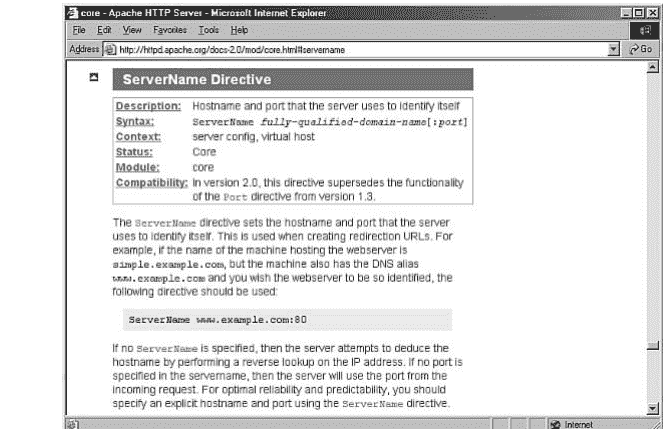 core - Apache HTTP Server - Microsoft Internet Explorer
File Edit View Favorites Tools Help
Address http://httpd.apache.org/docs-2.0/mod/core.html#servername Go
ServerName Directive
Description: Hostname and port that the server uses to identify itself
Syntax: ServerName fully-qualified-domain-name[:port]
Context: server config, virtual host
Status: Core
Module: core
Compatibility: In version 2.0, this directive supersedes the functionality
of the Port directive from version 1.3.
The ServerName directive sets the hostname and port that the server
uses to identify itself. This is used when creating redirection URLs. For
example, if the name of the machine hosting the webserver is
simple.example.com, but the machine also has the DNS alias
www.example.com and you wish the webserver to be so identified, the
following directive should be used:
ServerName www.example.com:80
If no ServerName is specified, then the server attempts to deduce the
hostname by performing a reverse lookup on the IP address. If no port is
specified in the servername, then the server will use the port from the
incoming request. For optimal reliability and predictability, you should
specify an explicit hostname and port using the ServerName directive.
Internet